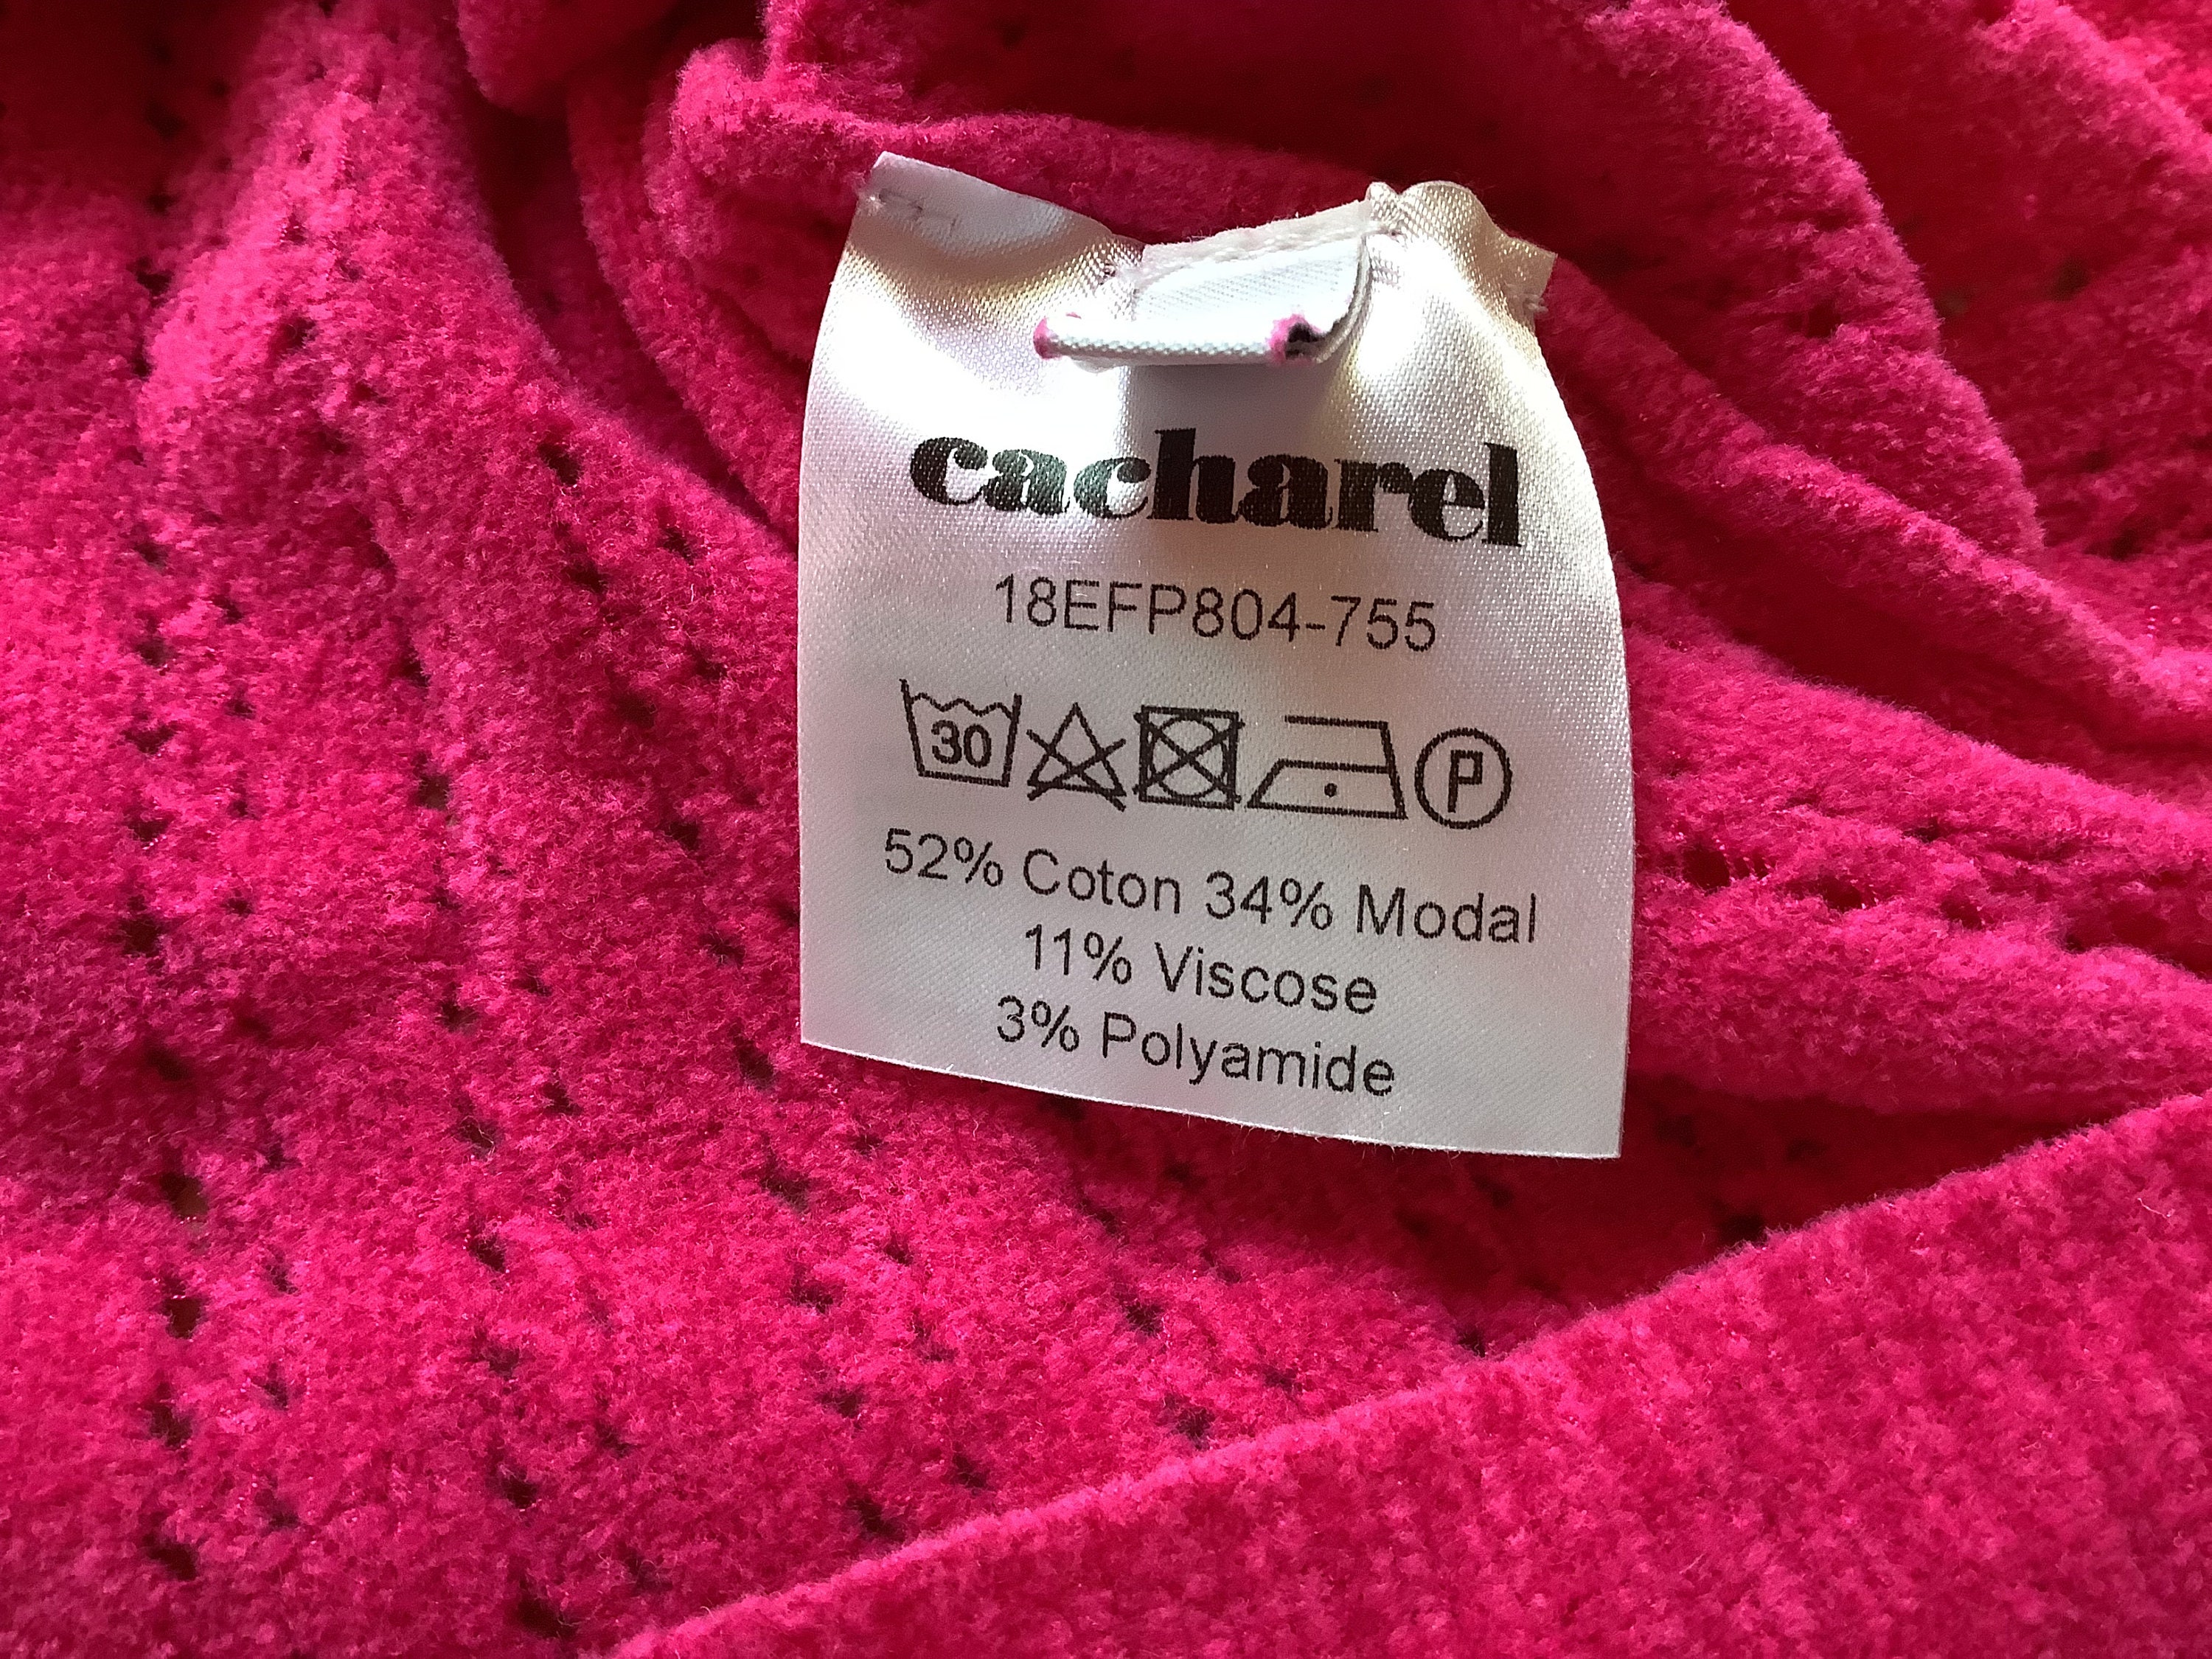 cacharel
18EFP804-755
30
P
52% Coton 34% Modal
11% Viscose
3% Polyamide